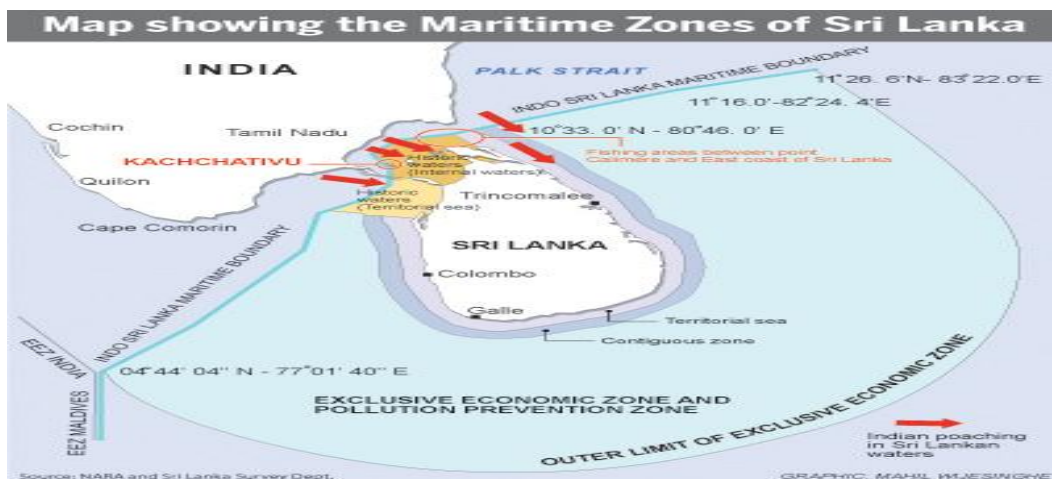 Map showing the Maritime Zones of Sri Lanka
INDIA
PALK STRAIT
INDO SRI LANKA MARITIME BOUNDARY
11°26. 6'N- 83°22.0'E
11°16.0'-82°24. 4'E
10°33. 0' N - 80°46. 0' E
Cochin
Tamil Nadu
Fishing areas between point
Calimere and East coast of Sri Lanka
KACHCHATIVU
Historic
waters
(Internal waters)
Quilon
Historic
waters
(Territorial sea)
Trincomalee
Cape Comorin
SRI LANKA
Colombo
Galle
Territorial sea
Contiguous zone
INDO SRI LANKA MARITIME BOUNDARY
EEZ INDIA
EEZ MALDIVES
04°44' 04'' N - 77°01' 40'' E
EXCLUSIVE ECONOMIC ZONE AND
POLLUTION PREVENTION ZONE
OUTER LIMIT OF EXCLUSIVE ECONOMIC ZONE
Indian poaching
in Sri Lankan
waters
Source: NARA and Sri Lanka Survey Dept.
GRAPHIC: MAHIL WIJESINGHE